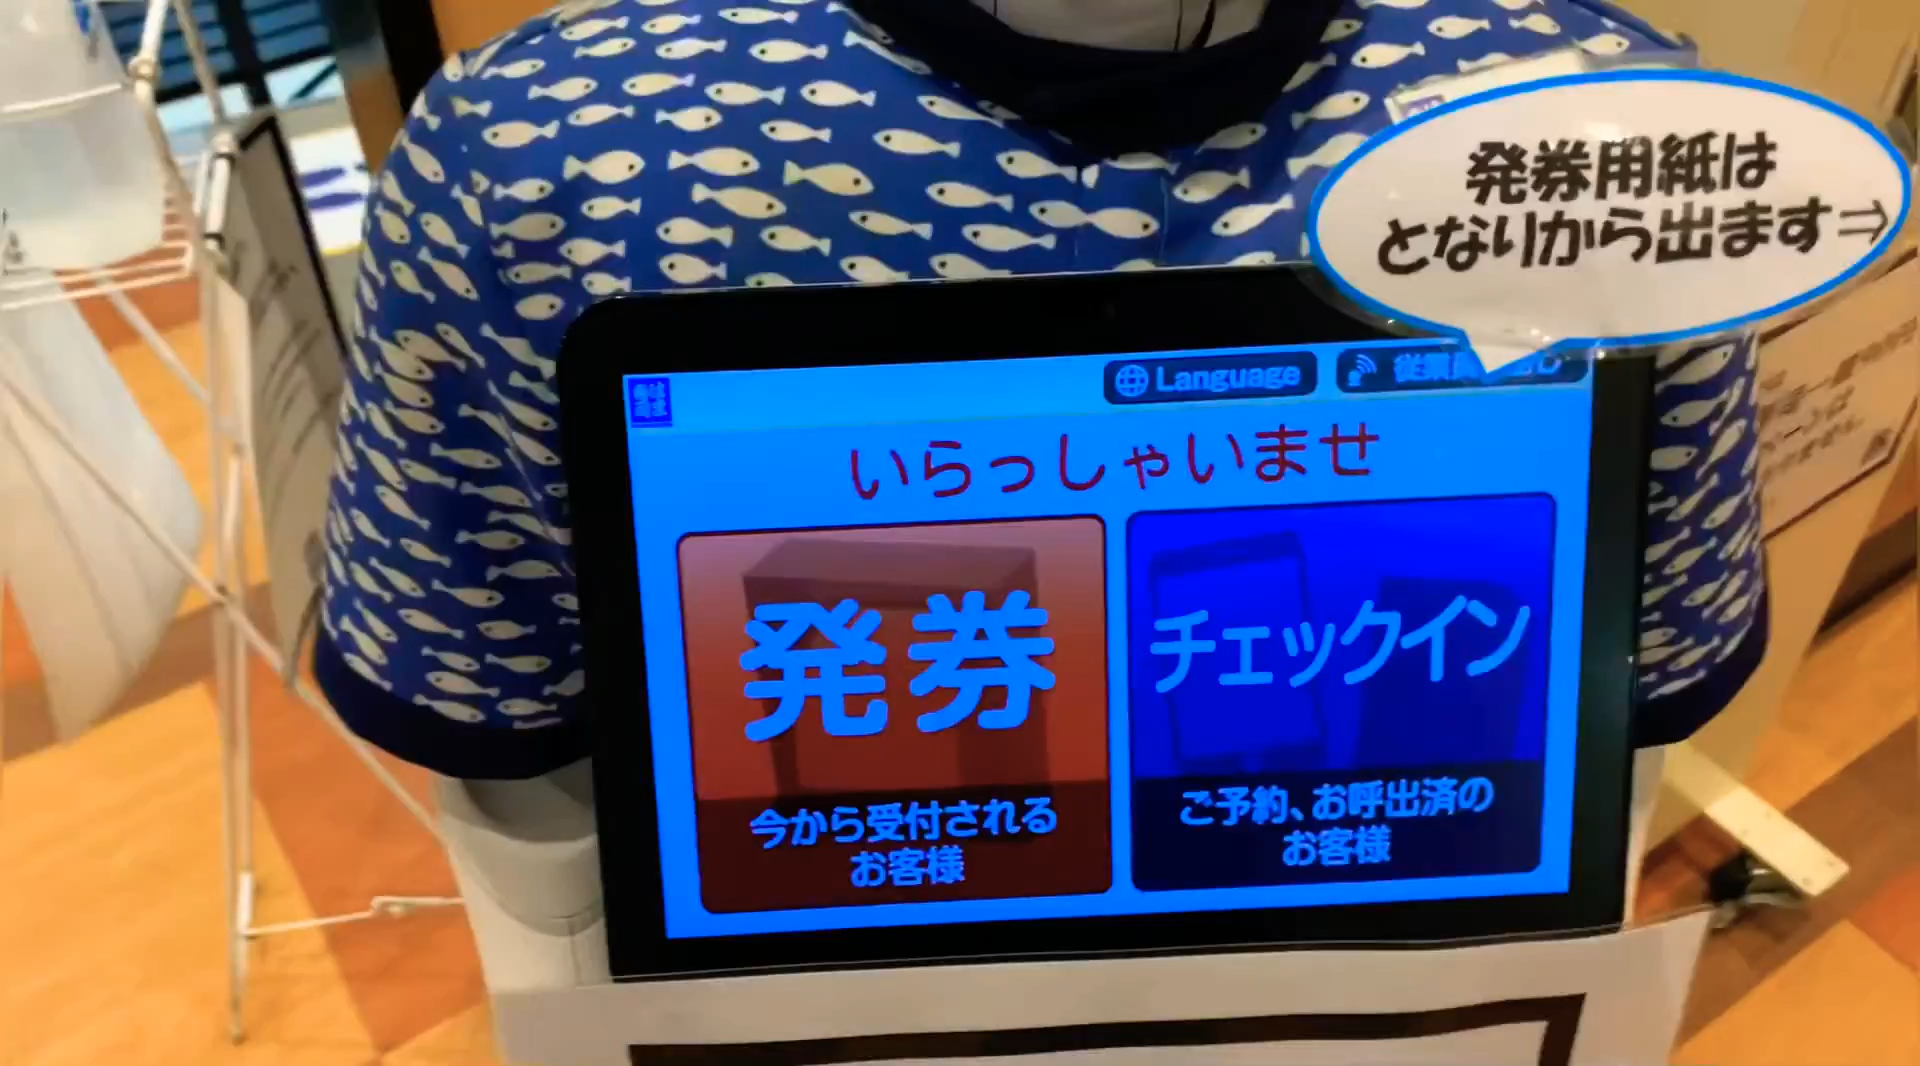 発券用紙は
となりから出ます⇒
Language
いらっしゃいませ
発券
今から受付される
お客様
チェックイン
ご予約、お呼出済の
お客様